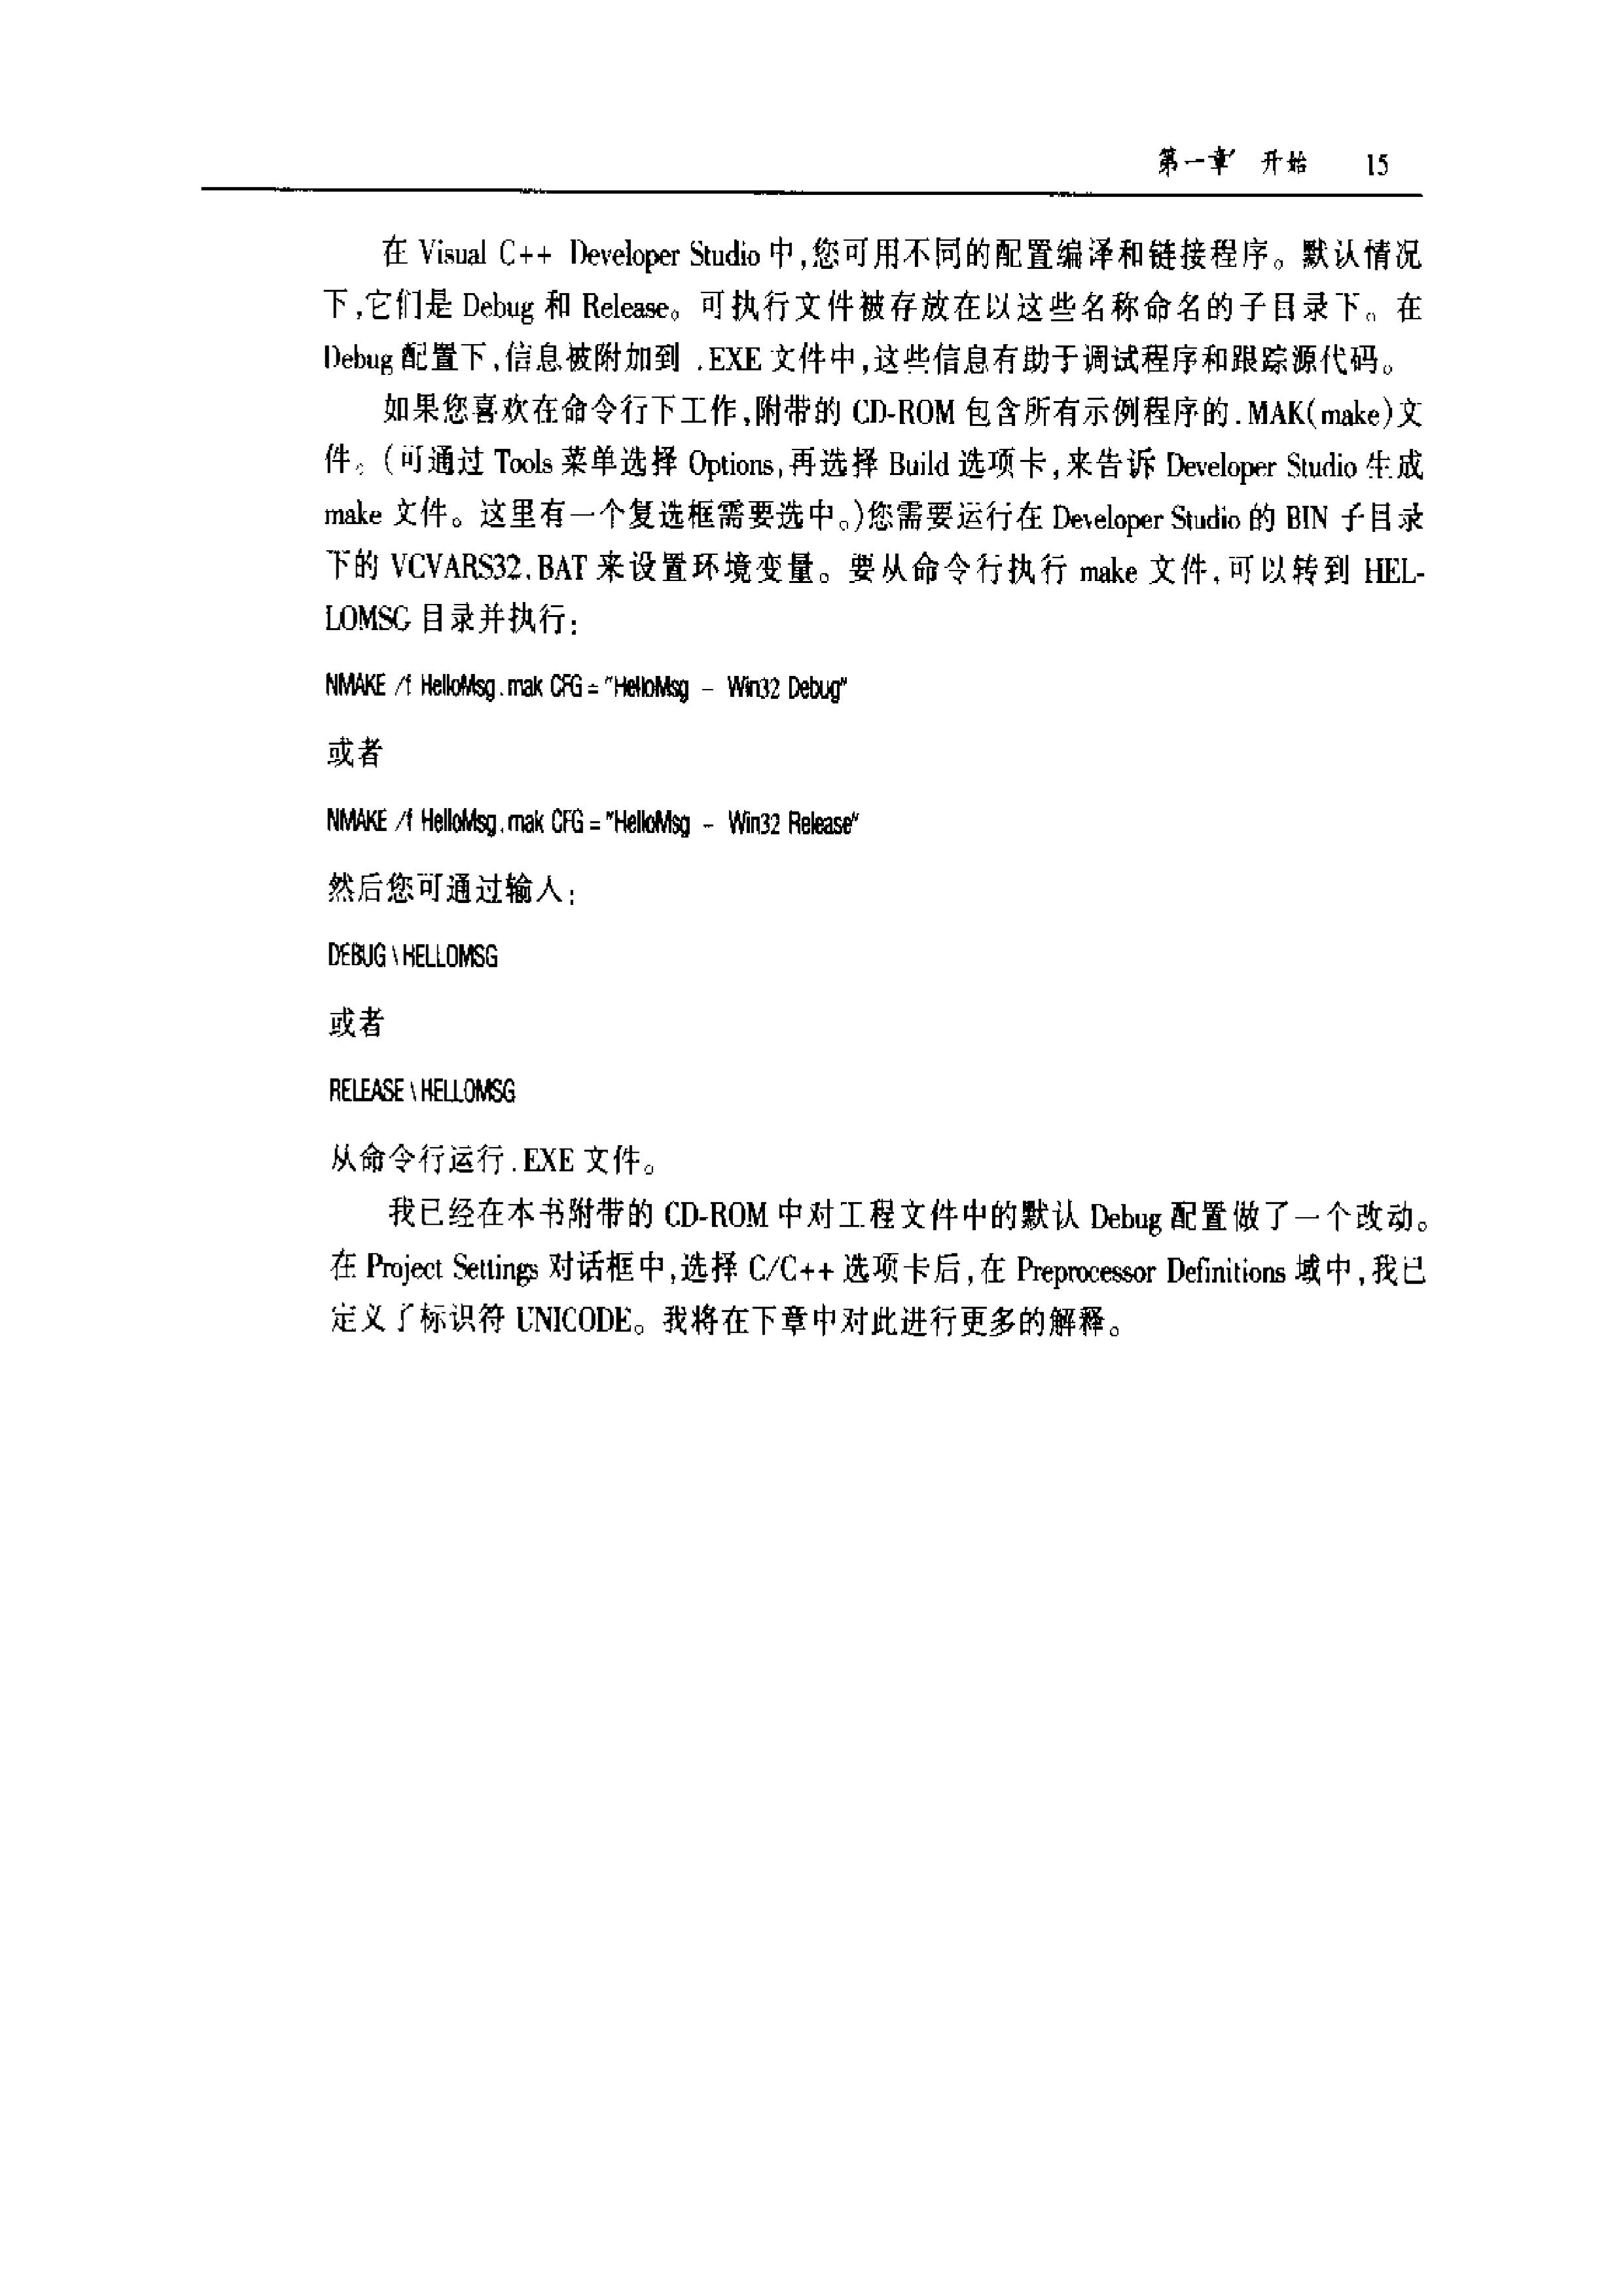 第一章 开始 15
在 Visual C++ Developer Studio 中,您可用不同的配置编译和链接程序。默认情况
下,它们是 Debug 和 Release。可执行文件被存放在以这些名称命名的子目录下。在
Debug 配置下,信息被附加到 .EXE 文件中,这些信息有助于调试程序和跟踪源代码。
如果您喜欢在命令行下工作,附带的 CD-ROM 包含所有示例程序的.MAK(make)文
件。(可通过 Tools 菜单选择 Options,再选择 Build 选项卡,来告诉 Developer Studio 生成
make 文件。这里有一个复选框需要选中。)您需要运行在 Developer Studio 的 BIN 子目录
下的 VCVARS32.BAT 来设置环境变量。要从命令行执行 make 文件,可以转到 HEL-
LOMSG 目录并执行:
NMAKE /f HelloMsg.mak CFG="HelloMsg - Win32 Debug"
或者
NMAKE /f HelloMsg.mak CFG="HelloMsg - Win32 Release"
然后您可通过输入:
DEBUG\HELLOMSG
或者
RELEASE\HELLOMSG
从命令行运行.EXE 文件。
我已经在本书附带的 CD-ROM 中对工程文件中的默认 Debug 配置做了一个改动。
在 Project Settings 对话框中,选择 C/C++ 选项卡后,在 Preprocessor Definitions 域中,我已
定义了标识符 UNICODE。我将在下章中对此进行更多的解释。